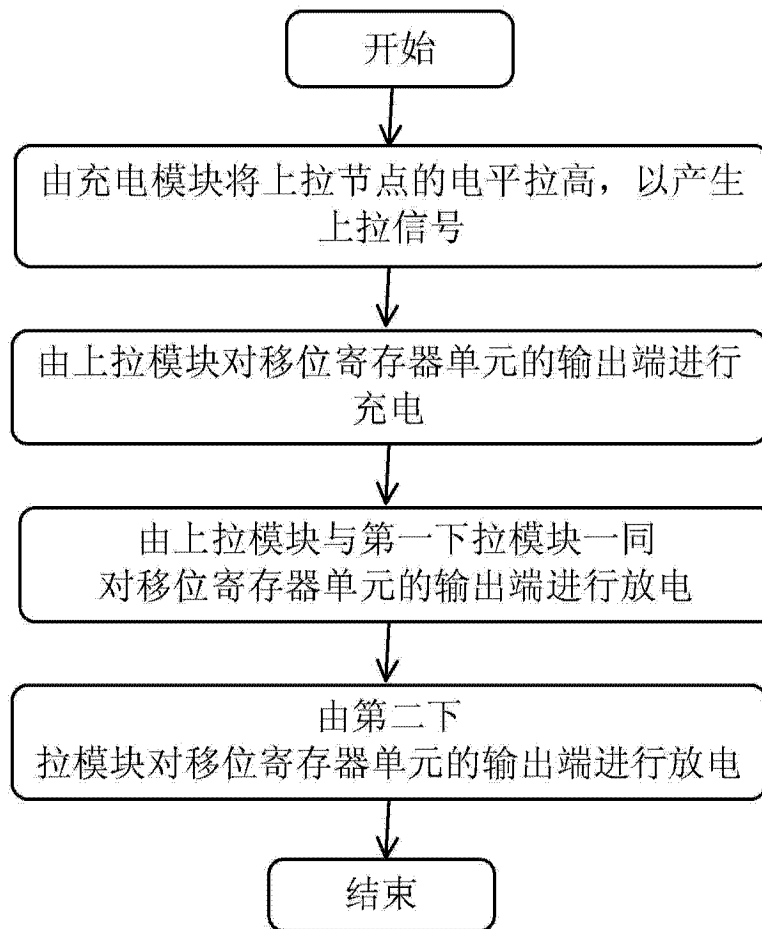 开始
由充电模块将上拉节点的电平拉高，以产生
上拉信号
由上拉模块对移位寄存器单元的输出端进行
充电
由上拉模块与第一下拉模块一同
对移位寄存器单元的输出端进行放电
由第二下
拉模块对移位寄存器单元的输出端进行放电
结束